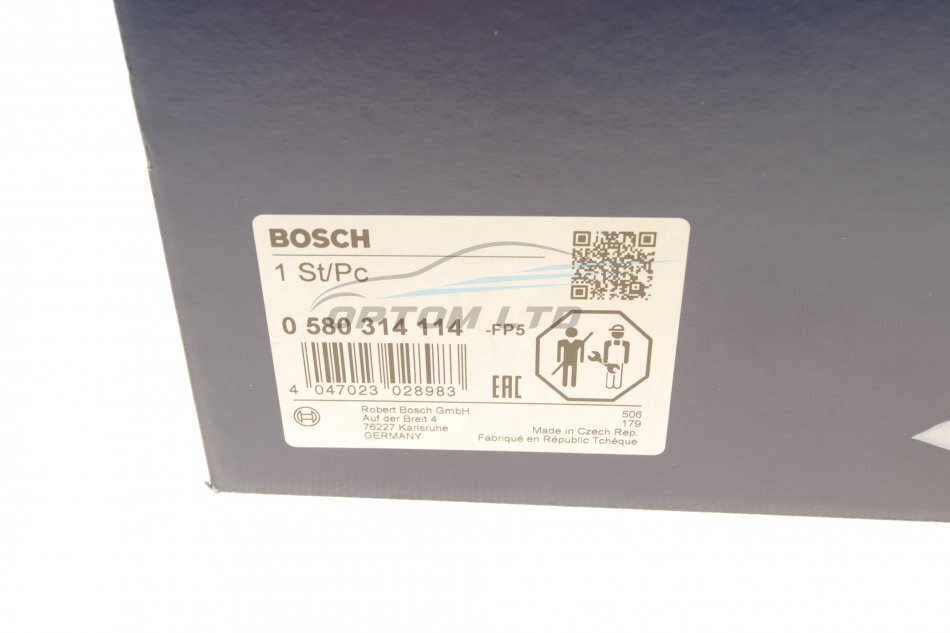 BOSCH
1 St/Pc
ORTOM LTD
0 580 314 114 -FP5
4 047023 028983
EAC
Robert Bosch GmbH
Auf der Breit 4
76227 Karlsruhe
GERMANY
506
179
Made in Czech Rep.
Fabriqué en Républic Tchèque